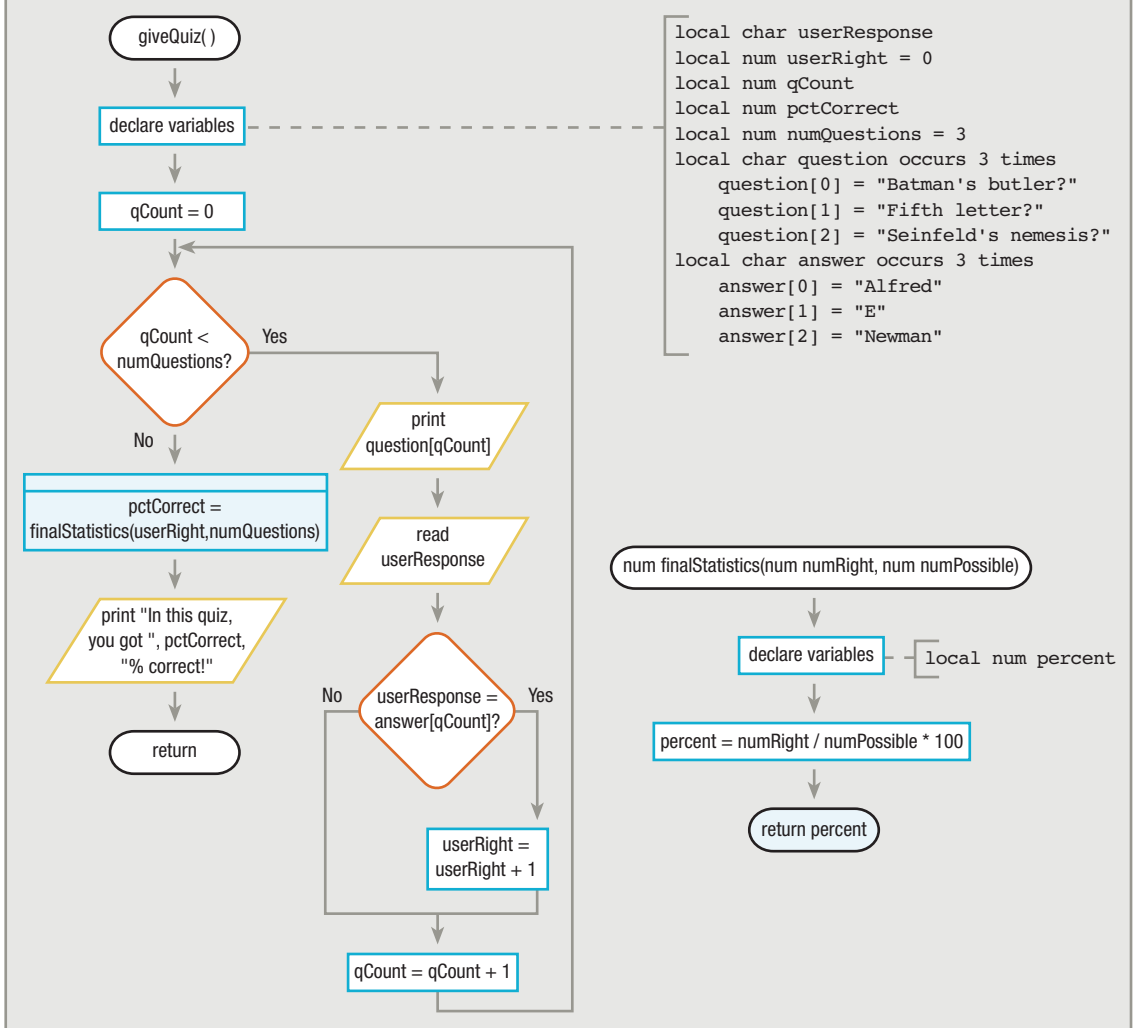 giveQuiz( )
declare variables
qCount = 0
qCount <
numQuestions?
Yes
No
pctCorrect =
finalStatistics(userRight,numQuestions)
print "In this quiz,
you got ", pctCorrect,
"% correct!"
return
print
question[qCount]
read
userResponse
userResponse =
answer[qCount]?
No
Yes
userRight =
userRight + 1
qCount = qCount + 1
local char userResponse
local num userRight = 0
local num qCount
local num pctCorrect
local num numQuestions = 3
local char question occurs 3 times
question[0] = "Batman's butler?"
question[1] = "Fifth letter?"
question[2] = "Seinfeld's nemesis?"
local char answer occurs 3 times
answer[0] = "Alfred"
answer[1] = "E"
answer[2] = "Newman"
num finalStatistics(num numRight, num numPossible)
declare variables
local num percent
percent = numRight / numPossible * 100
return percent